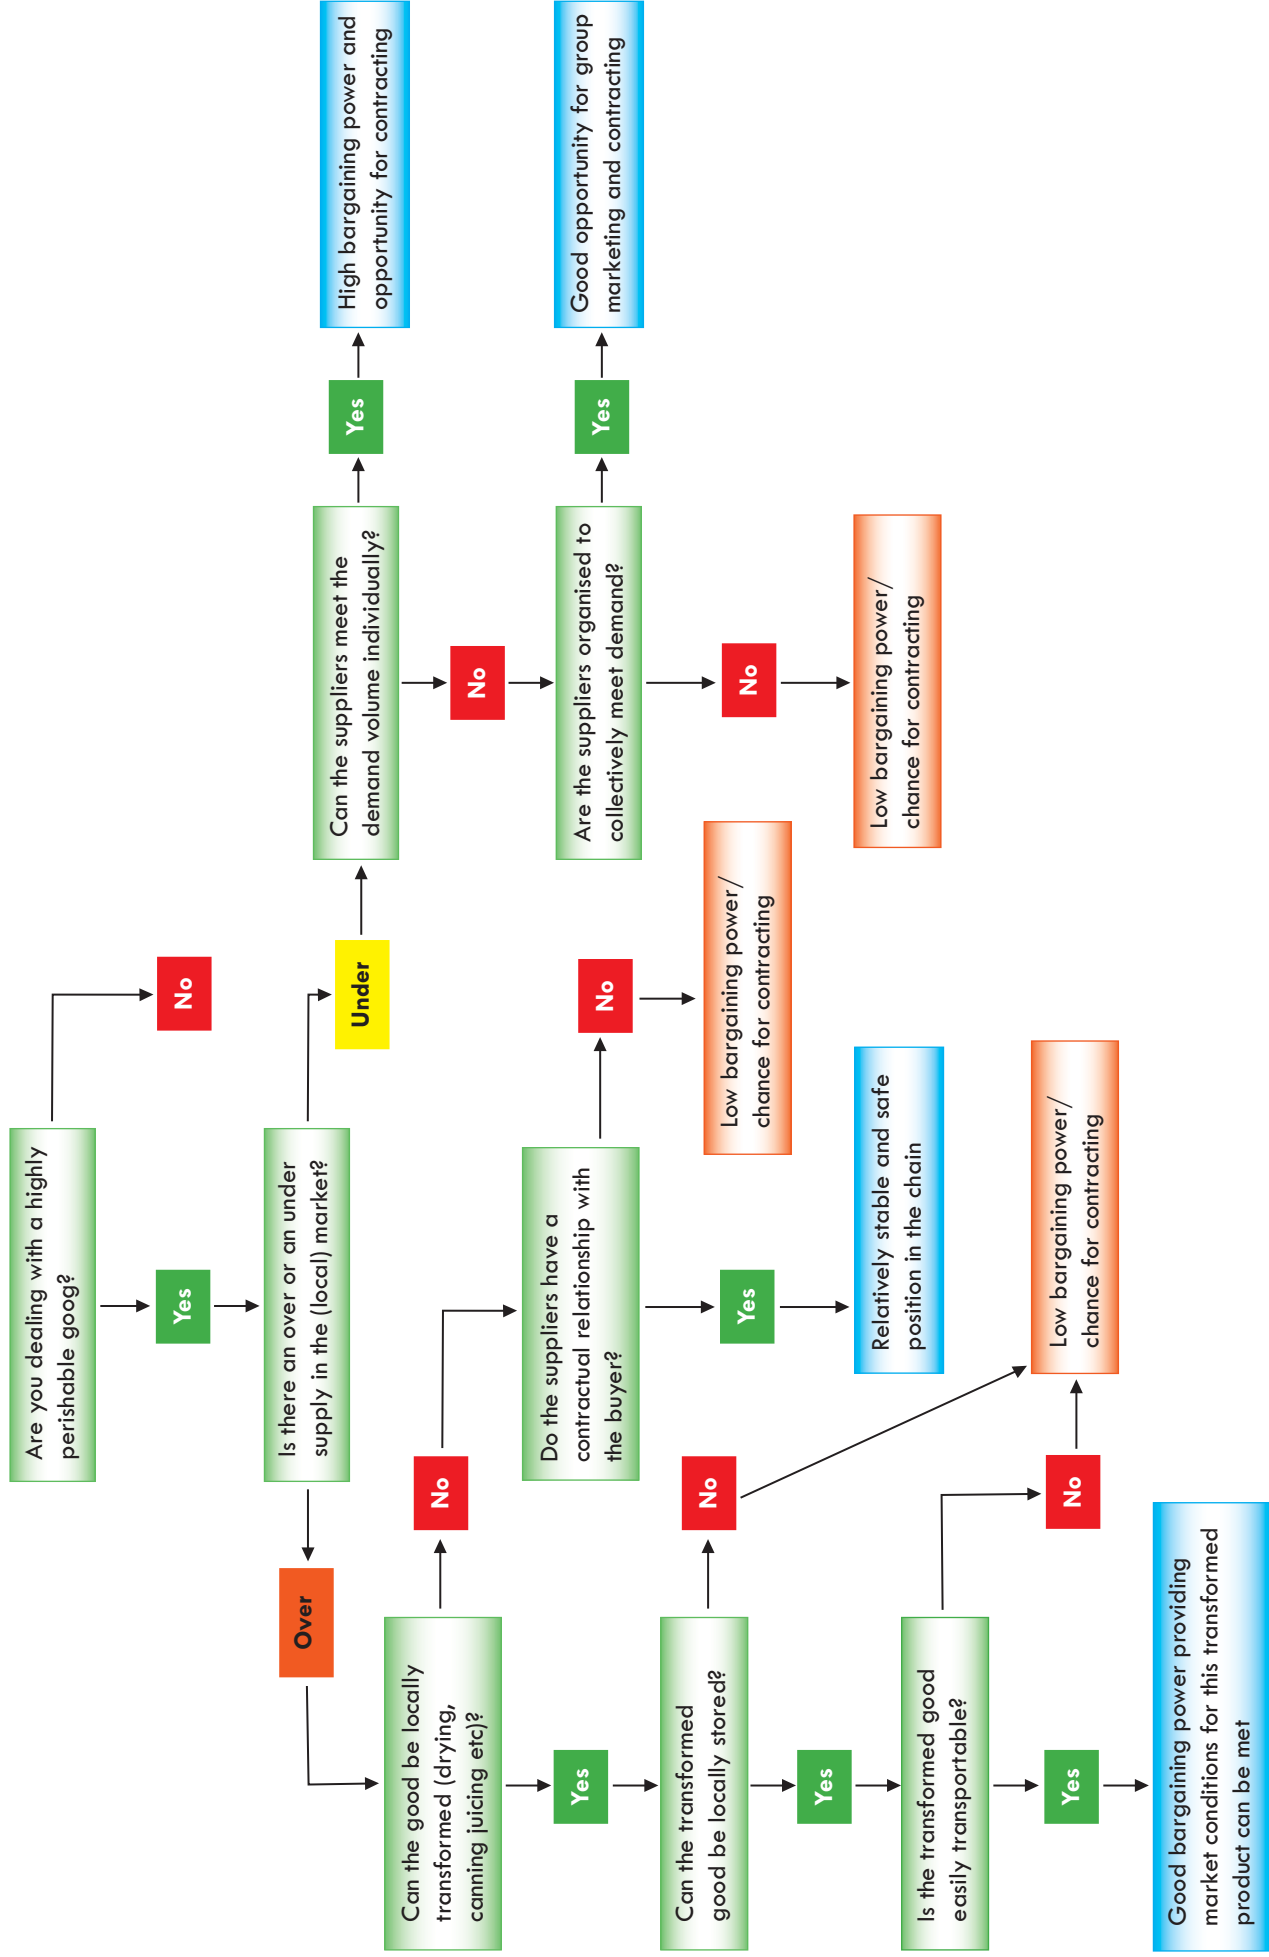 Are you dealing with a highly
perishable goog?
Yes
No
Is there an over or an under
supply in the (local) market?
Over
Under
Can the suppliers meet the
demand volume individually?
Yes
High bargaining power and
opportunity for contracting
No
Are the suppliers organised to
collectively meet demand?
Yes
Good opportunity for group
marketing and contracting
No
Low bargaining power/
chance for contracting
Can the good be locally
transformed (drying,
canning juicing etc)?
No
Do the suppliers have a
contractual relationship with
the buyer?
No
Low bargaining power/
chance for contracting
Yes
Relatively stable and safe
position in the chain
Yes
Can the transformed
good be locally stored?
No
Low bargaining power/
chance for contracting
Yes
Is the transformed good
easily transportable?
No
Yes
Good bargaining power providing
market conditions for this transformed
product can be met